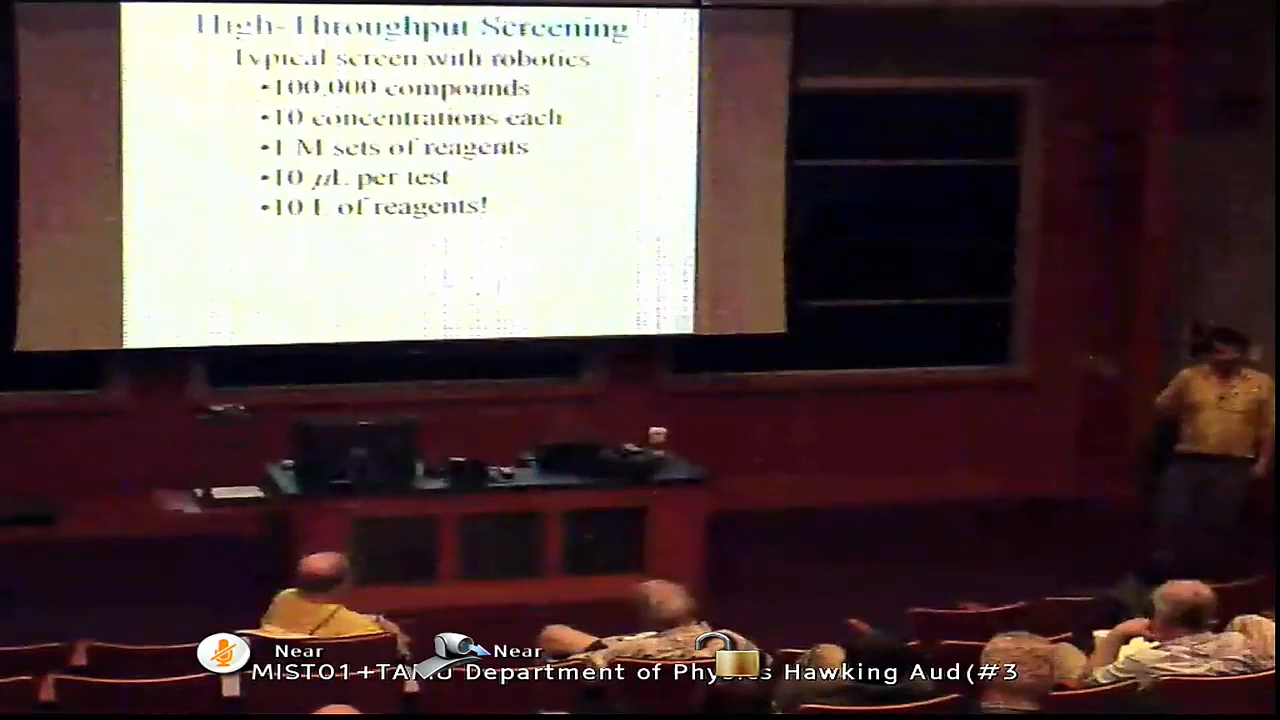 High-Throughput Screening
Typical screen with robotics
•100,000 compounds
•10 concentrations each
•1 M sets of reagents
•10 μL per test
•10 L of reagents!
Near
Near
MIST01+TAMU Department of Physics Hawking Aud(#3